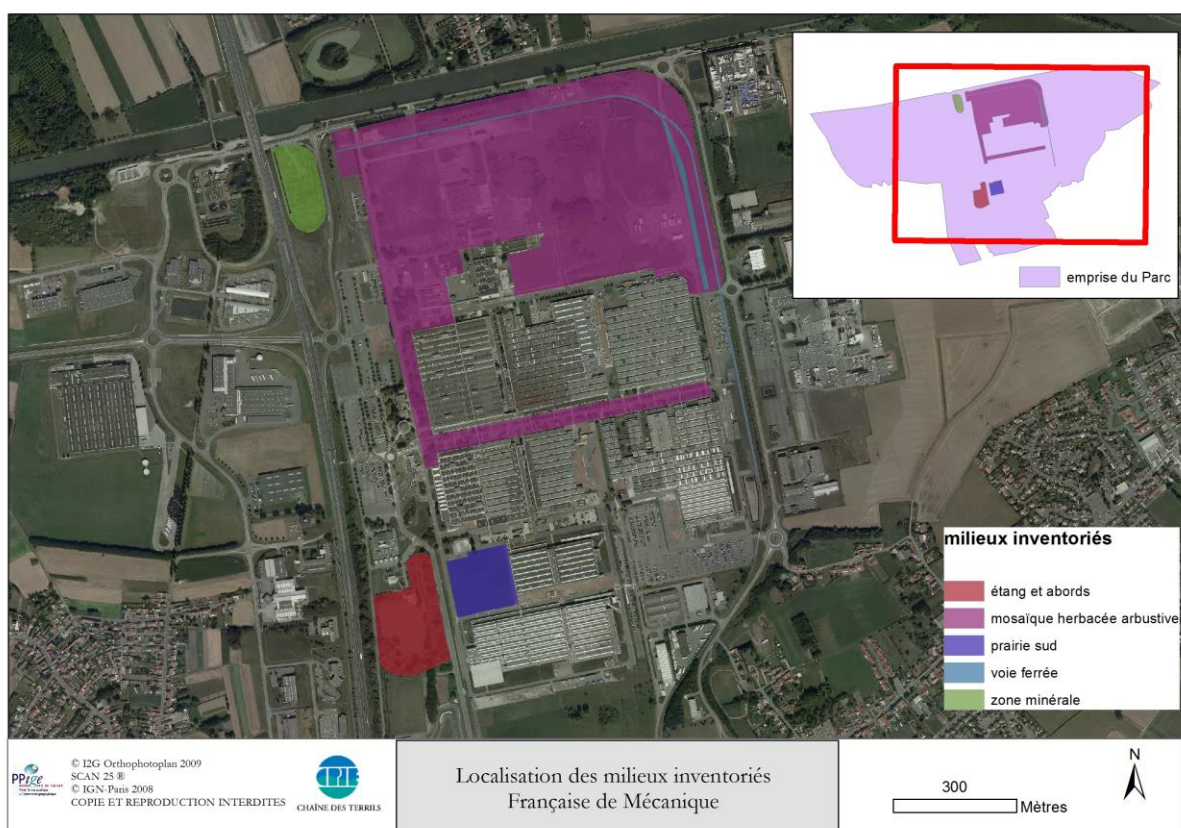 emprise du Parc
milieux inventoriés
étang et abords
mosaïque herbacée arbustive
prairie sud
voie ferrée
zone minérale
PPige
© I2G Orthophotoplan 2009
SCAN 25 ®
© IGN-Paris 2008
COPIE ET REPRODUCTION INTERDITES
CPIE
CHAÎNE DES TERRILS
Localisation des milieux inventoriés
Française de Mécanique
300
Mètres
N